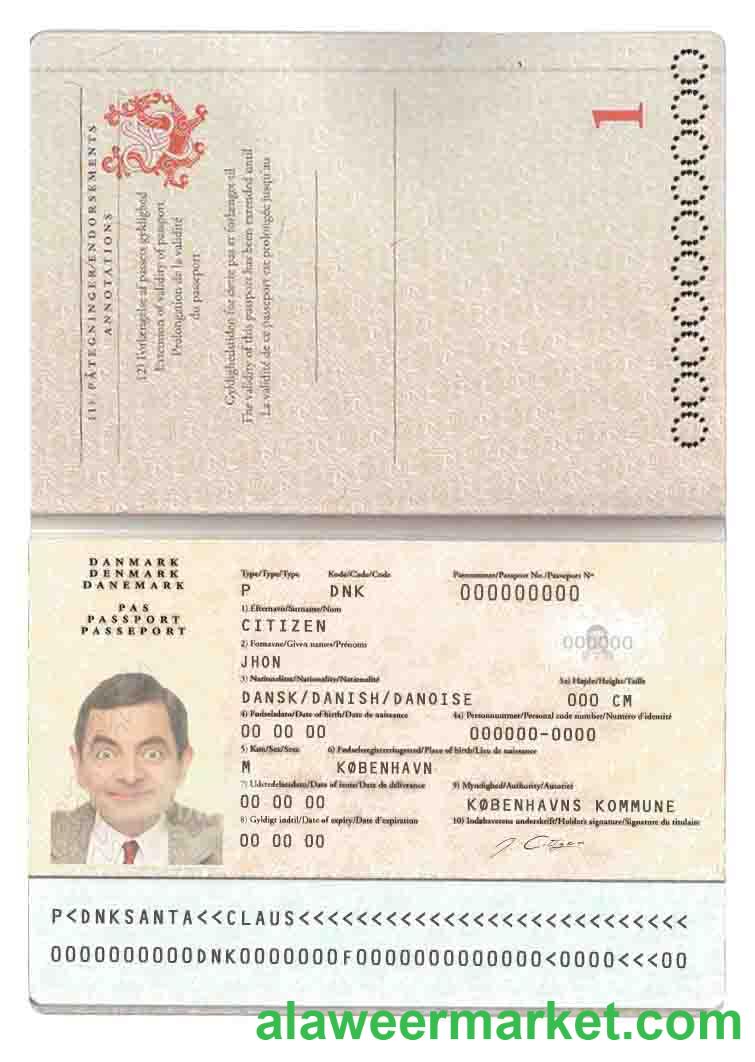 11) PÅTEGNINGER/ENDORSEMENTS
ANNOTATIONS
12) Forlængelse af passets gyldighed
Extension of validity of passport
Prolongation de la validité
du passeport
Gyldighedstiden for dette pas er forlænget til
The validity of this passport has been extended until
La validité de ce passeport est prolongée jusqu'au
1
000000000
DANMARK
DENMARK
DANEMARK
PAS
PASSPORT
PASSEPORT
Type/Type/Type Kode/Code/Code Pasnummer/Passport No./Passeport N°
P DNK 000000000
1) Efternavn/Surname/Nom
CITIZEN
2) Fornavne/Given names/Prénoms
000000
JHON
3) Nationalitet/Nationality/Nationalité 3a) Højde/Height/Taille
DANSK/DANISH/DANOISE 000 CM
4) Fødselsdato/Date of birth/Date de naissance 4a) Personnummer/Personal code number/Numéro d'identité
00 00 00 000000-0000
5) Køn/Sex/Sexe 6) Fødselsregistreringssted/Place of birth/Lieu de naissance
M KØBENHAVN
7) Udstedelsesdato/Date of issue/Date de délivrance 9) Myndighed/Authority/Autorité
00 00 00 KØBENHAVNS KOMMUNE
8) Gyldigt indtil/Date of expiry/Date d'expiration 10) Indehaverens underskrift/Holder's signature/Signature du titulaire
00 00 00 J. Citizen
P<DNKSANTA<<CLAUS<<<<<<<<<<<<<<<<<<<<<<<<<<<
0000000000DNK0000000F0000000000000<0000<<<00
alaweermarket.com